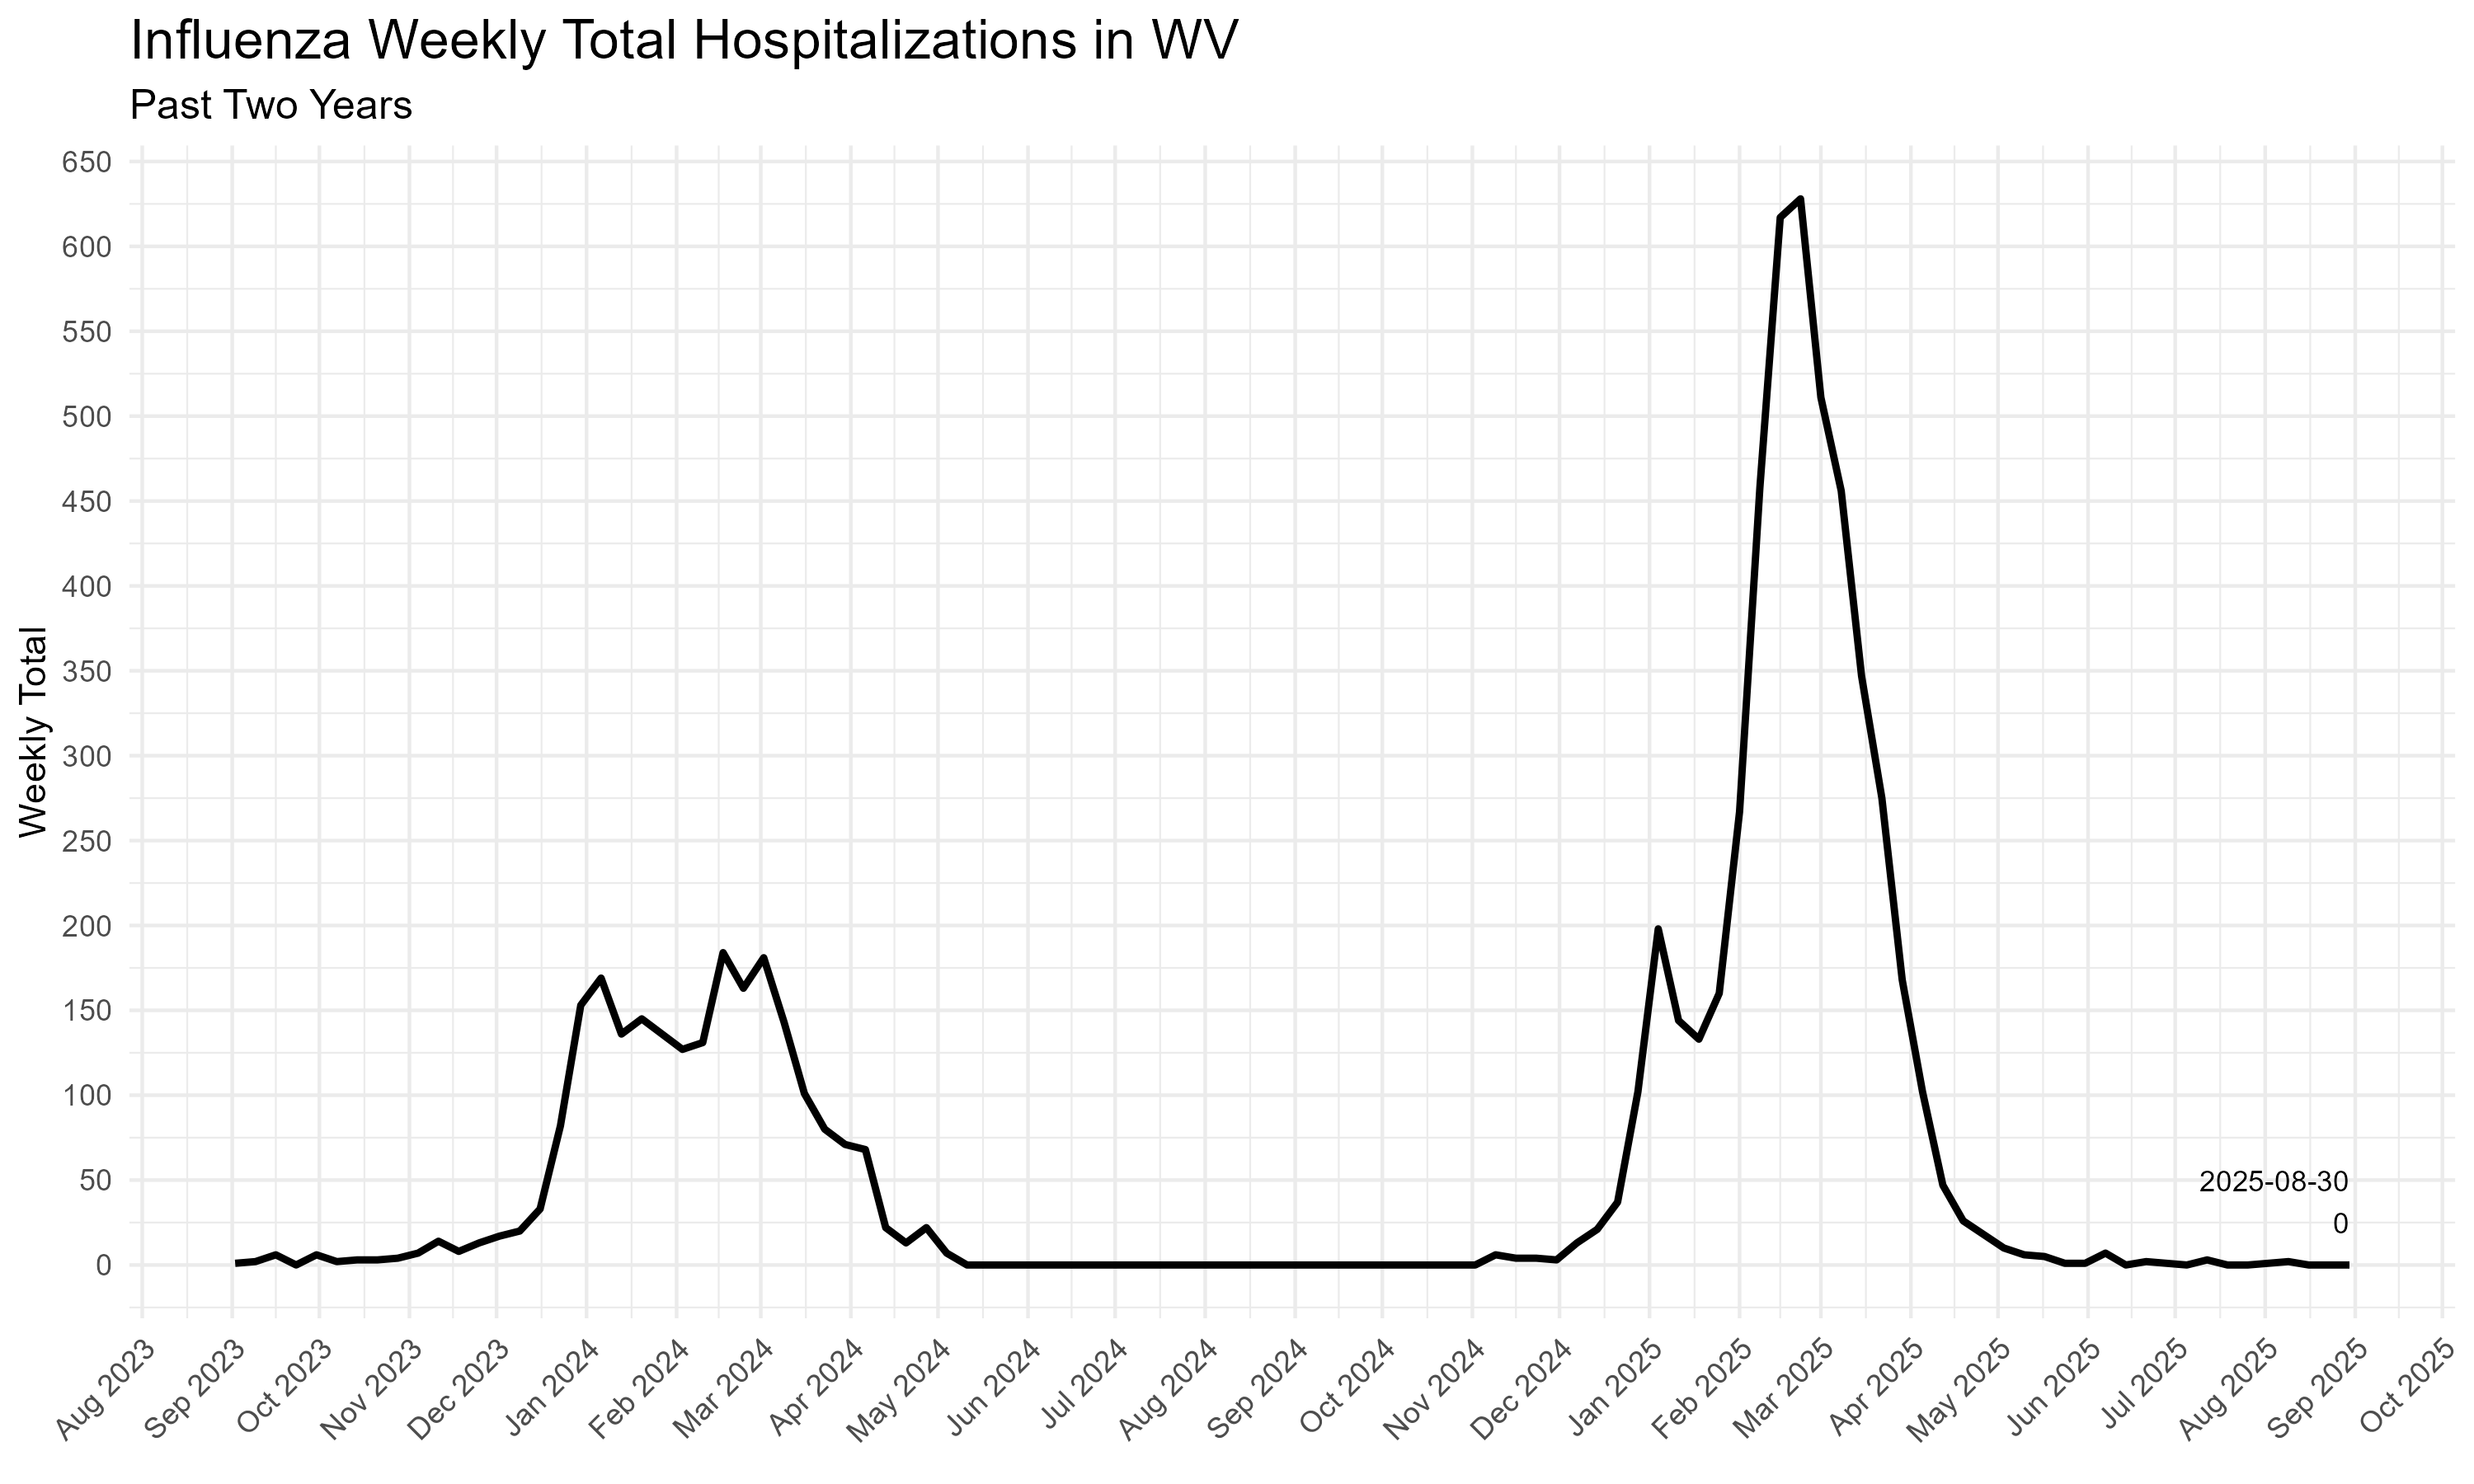 Influenza Weekly Total Hospitalizations in WV
Past Two Years
Weekly Total
650
600
550
500
450
400
350
300
250
200
150
100
50
0
2025-08-30
0
Aug 2023
Sep 2023
Oct 2023
Nov 2023
Dec 2023
Jan 2024
Feb 2024
Mar 2024
Apr 2024
May 2024
Jun 2024
Jul 2024
Aug 2024
Sep 2024
Oct 2024
Nov 2024
Dec 2024
Jan 2025
Feb 2025
Mar 2025
Apr 2025
May 2025
Jun 2025
Jul 2025
Aug 2025
Sep 2025
Oct 2025